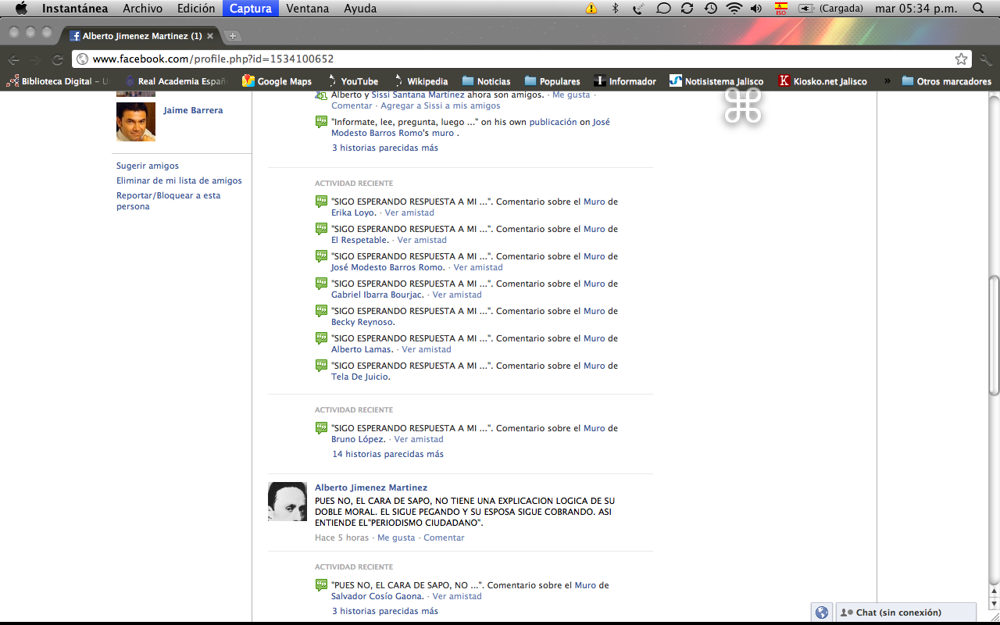 Instantánea Archivo Edición Captura Ventana Ayuda ISO (Cargada) mar 05:34 p.m.
Alberto Jimenez Martinez (1)
www.facebook.com/profile.php?id=1534100652
Biblioteca Digital – U Real Academia Españ Google Maps YouTube Wikipedia Noticias Populares Informador Notisistema Jalisco Kiosko.net Jalisco » Otros marcadores
Jaime Barrera
Sugerir amigos
Eliminar de mi lista de amigos
Reportar/Bloquear a esta
persona
Alberto y Sissi Santana Martínez ahora son amigos. · Me gusta ·
Comentar · Agregar a Sissi a mis amigos
"Informate, lee, pregunta, luego ..." on his own publicación on José
Modesto Barros Romo's muro .
3 historias parecidas más
ACTIVIDAD RECIENTE
"SIGO ESPERANDO RESPUESTA A MI ...". Comentario sobre el Muro de
Erika Loyo. · Ver amistad
"SIGO ESPERANDO RESPUESTA A MI ...". Comentario sobre el Muro de
El Respetable. · Ver amistad
"SIGO ESPERANDO RESPUESTA A MI ...". Comentario sobre el Muro de
José Modesto Barros Romo. · Ver amistad
"SIGO ESPERANDO RESPUESTA A MI ...". Comentario sobre el Muro de
Gabriel Ibarra Bourjac. · Ver amistad
"SIGO ESPERANDO RESPUESTA A MI ...". Comentario sobre el Muro de
Becky Reynoso.
"SIGO ESPERANDO RESPUESTA A MI ...". Comentario sobre el Muro de
Alberto Lamas. · Ver amistad
"SIGO ESPERANDO RESPUESTA A MI ...". Comentario sobre el Muro de
Tela De Juicio.
ACTIVIDAD RECIENTE
"SIGO ESPERANDO RESPUESTA A MI ...". Comentario sobre el Muro de
Bruno López. · Ver amistad
14 historias parecidas más
Alberto Jimenez Martinez
PUES NO, EL CARA DE SAPO, NO TIENE UNA EXPLICACION LOGICA DE SU
DOBLE MORAL. EL SIGUE PEGANDO Y SU ESPOSA SIGUE COBRANDO. ASI
ENTIENDE EL"PERIODISMO CIUDADANO".
Hace 5 horas · Me gusta · Comentar
ACTIVIDAD RECIENTE
"PUES NO, EL CARA DE SAPO, NO ...". Comentario sobre el Muro de
Salvador Cosío Gaona. · Ver amistad
3 historias parecidas más
Chat (sin conexión)